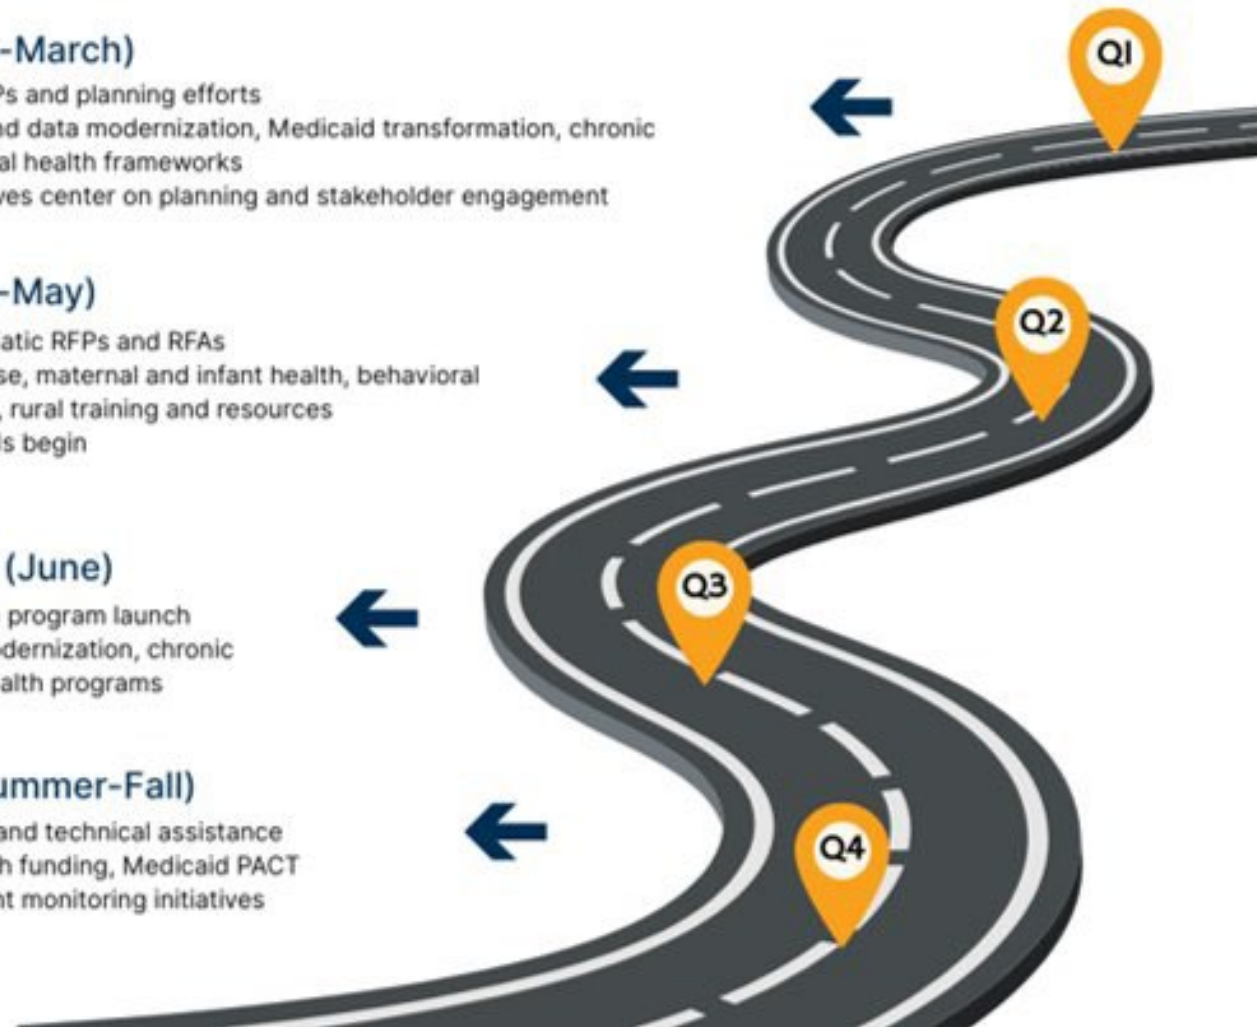 -March)
Ps and planning efforts
nd data modernization, Medicaid transformation, chronic
al health frameworks
ves center on planning and stakeholder engagement
-May)
atic RFPs and RFAs
se, maternal and infant health, behavioral
, rural training and resources
ls begin
(June)
program launch
dernization, chronic
alth programs
ummer-Fall)
and technical assistance
h funding, Medicaid PACT
nt monitoring initiatives
Q1
Q2
Q3
Q4